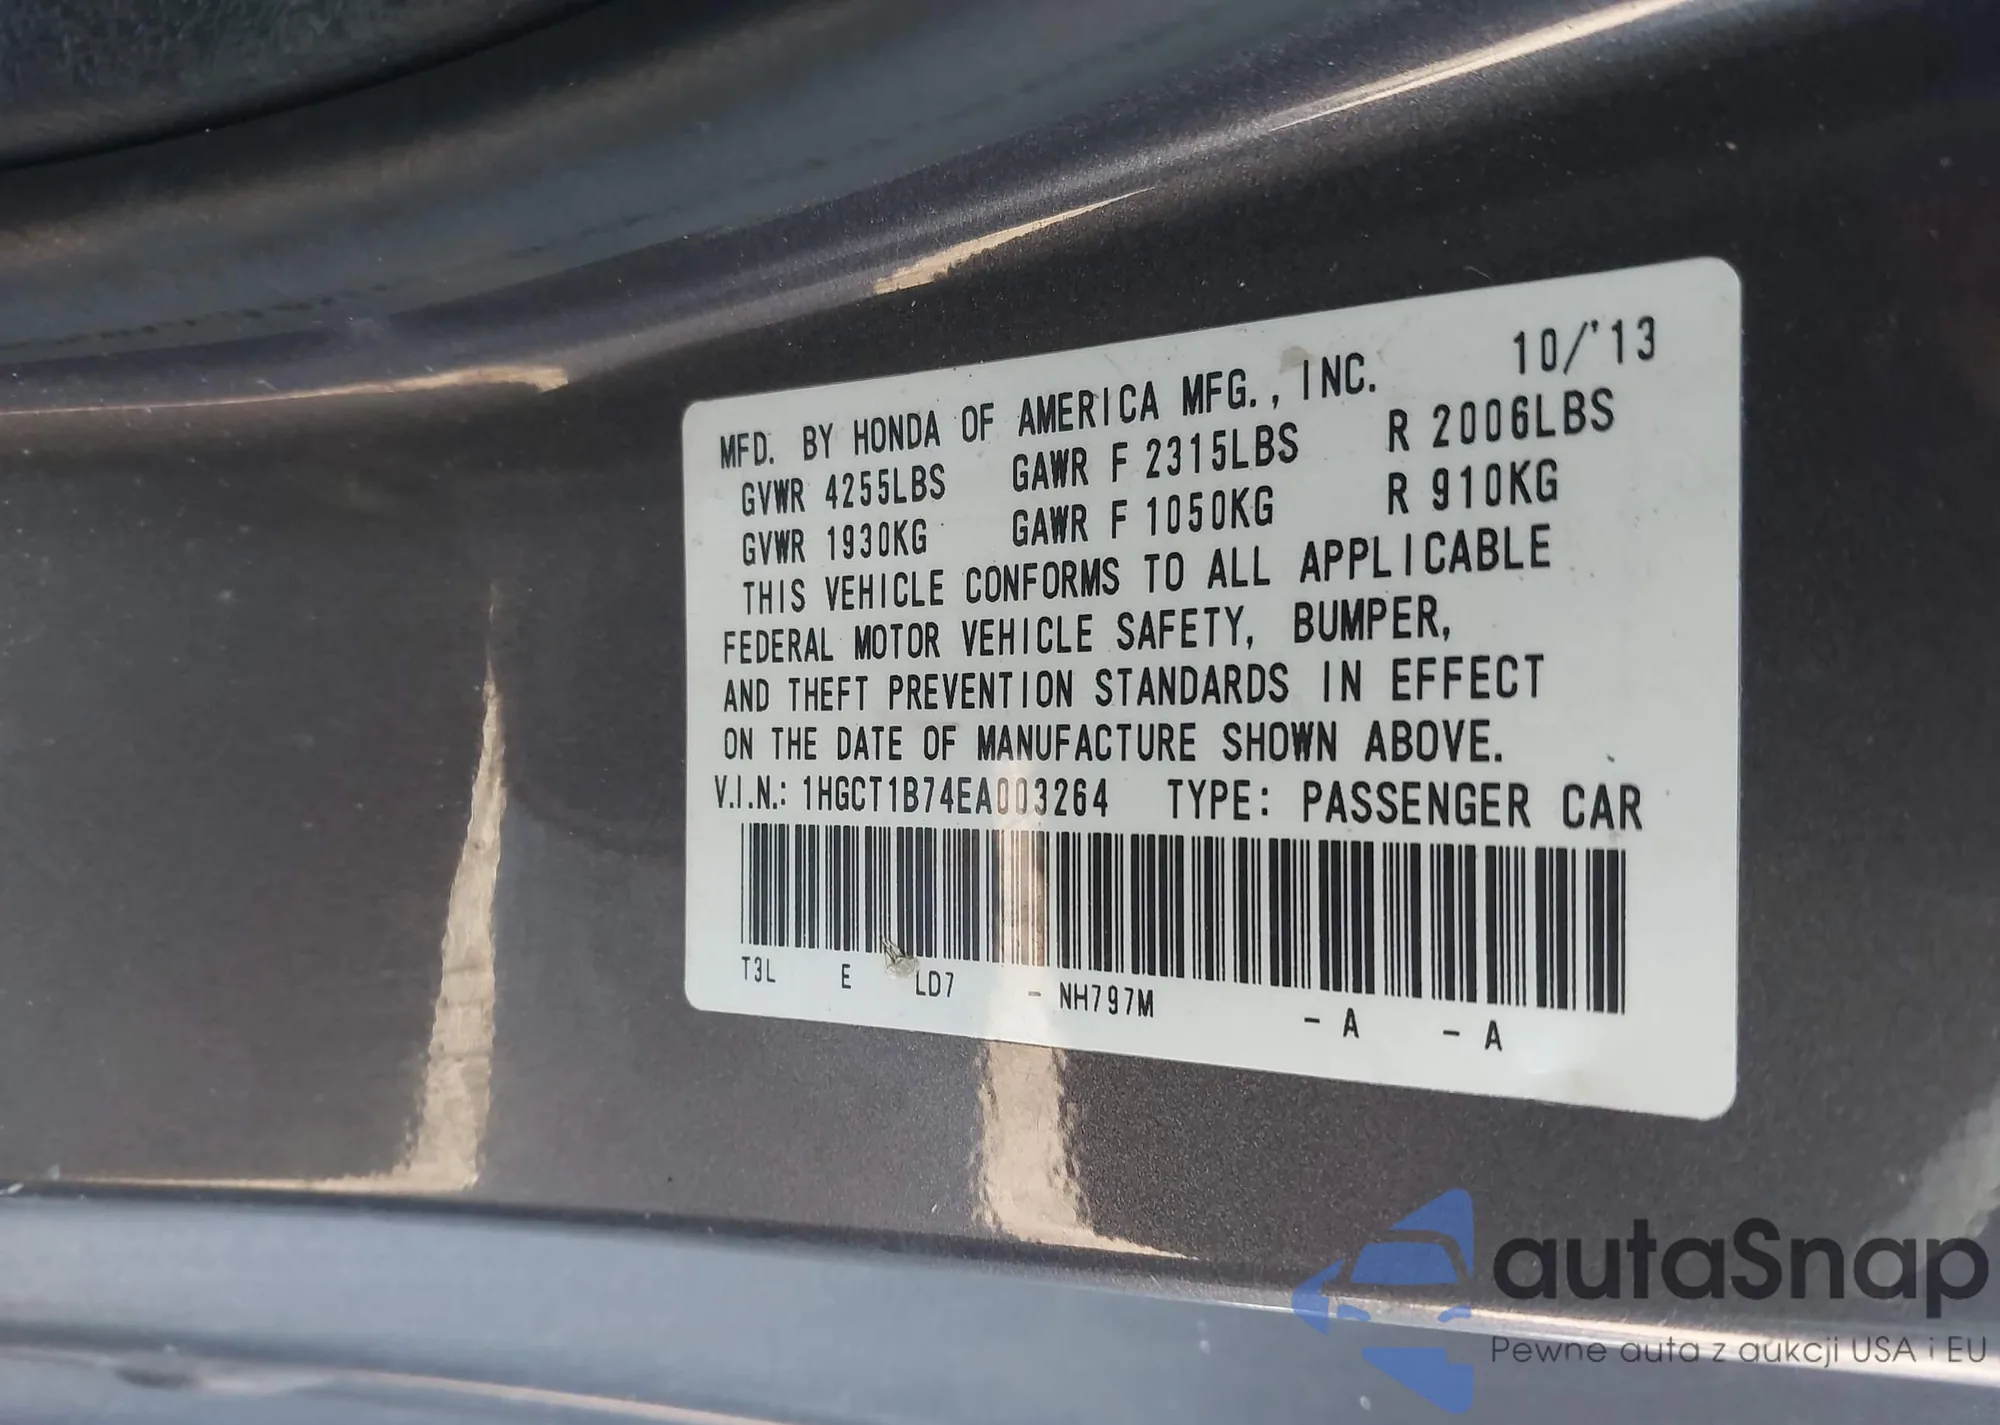 MFD. BY HONDA OF AMERICA MFG., INC. 10/'13
GVWR 4255LBS GAWR F 2315LBS R 2006LBS
GVWR 1930KG GAWR F 1050KG R 910KG
THIS VEHICLE CONFORMS TO ALL APPLICABLE
FEDERAL MOTOR VEHICLE SAFETY, BUMPER,
AND THEFT PREVENTION STANDARDS IN EFFECT
ON THE DATE OF MANUFACTURE SHOWN ABOVE.
V.I.N.: 1HGCT1B74EA003264 TYPE: PASSENGER CAR
T3L E LD7 - NH797M - A - A
autaSnap
Pewne auta z aukcji USA i EU